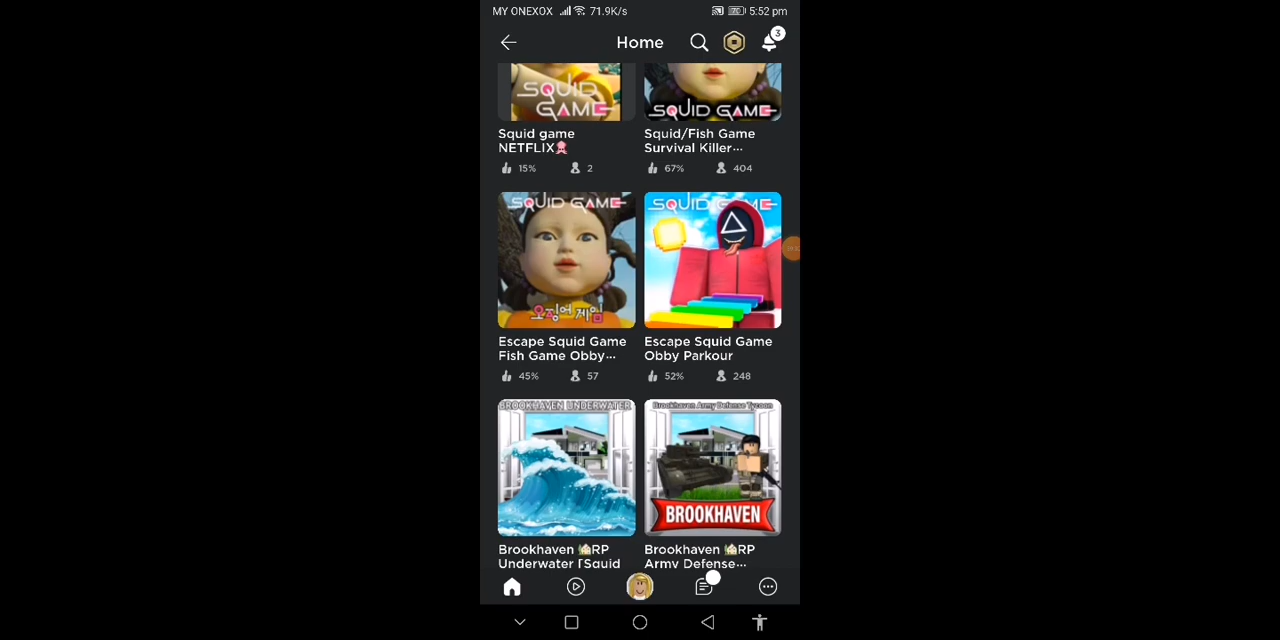 MY ONEXOX 71.9K/s 5:52 pm
Home
3
SQUID
GAME
SQUID GAME
Squid game
NETFLIX
Squid/Fish Game
Survival Killer...
15% 2
67% 404
SQUID GAME
오징어 게임
SQUID GAME
Escape Squid Game
Fish Game Obby...
Escape Squid Game
Obby Parkour
45% 57
52% 248
BROOKHAVEN UNDERWATER
Brookhaven Army Defense Tycoon
BROOKHAVEN
Brookhaven 🏡RP
Underwater [Squid
Brookhaven 🏡RP
Army Defense...